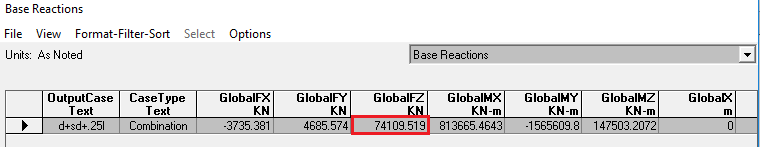 Base Reactions
File View Format-Filter-Sort Select Options
Units: As Noted Base Reactions
OutputCase CaseType GlobalFX GlobalFY GlobalFZ GlobalMX GlobalMY GlobalMZ GlobalX
Text Text KN KN KN KN-m KN-m KN-m m
d+sd+.25l Combination -3735.381 4685.574 74109.519 813665.4643 -1565609.8 147503.2072 0